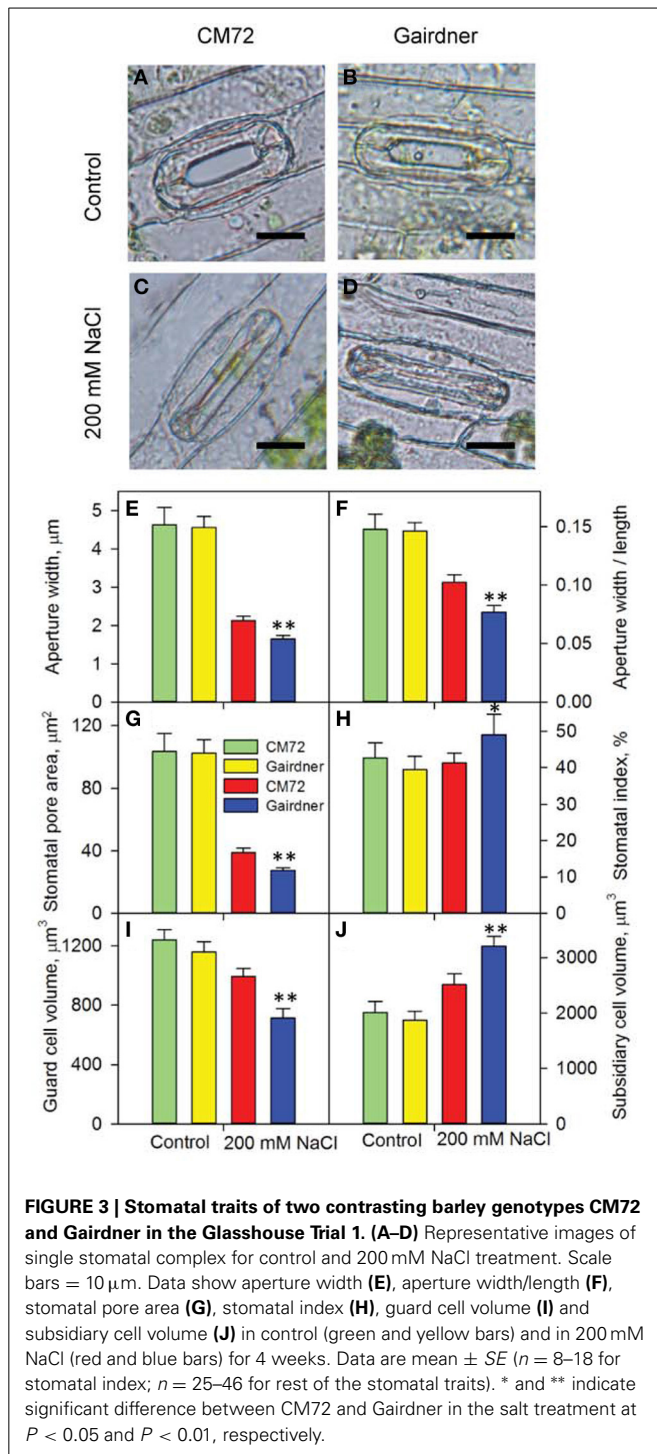 CM72 Gairdner
Control
A
B
200 mM NaCl
C
D
E
Aperture width, µm
5
4
3
2
1
0
**
F
0.15
0.10
0.05
0.00
Aperture width / length
**
G
Stomatal pore area, µm²
120
80
40
0
CM72
Gairdner
CM72
Gairdner
**
H
50
40
30
20
10
0
Stomatal index, %
*
I
Guard cell volume, µm³
1200
800
400
0
**
J
3000
2000
1000
0
Subsidiary cell volume, µm³
**
Control 200 mM NaCl Control 200 mM NaCl
FIGURE 3 | Stomatal traits of two contrasting barley genotypes CM72
and Gairdner in the Glasshouse Trial 1. (A–D) Representative images of
single stomatal complex for control and 200 mM NaCl treatment. Scale
bars = 10 µm. Data show aperture width (E), aperture width/length (F),
stomatal pore area (G), stomatal index (H), guard cell volume (I) and
subsidiary cell volume (J) in control (green and yellow bars) and in 200 mM
NaCl (red and blue bars) for 4 weeks. Data are mean ± SE (n = 8–18 for
stomatal index; n = 25–46 for rest of the stomatal traits). * and ** indicate
significant difference between CM72 and Gairdner in the salt treatment at
P < 0.05 and P < 0.01, respectively.